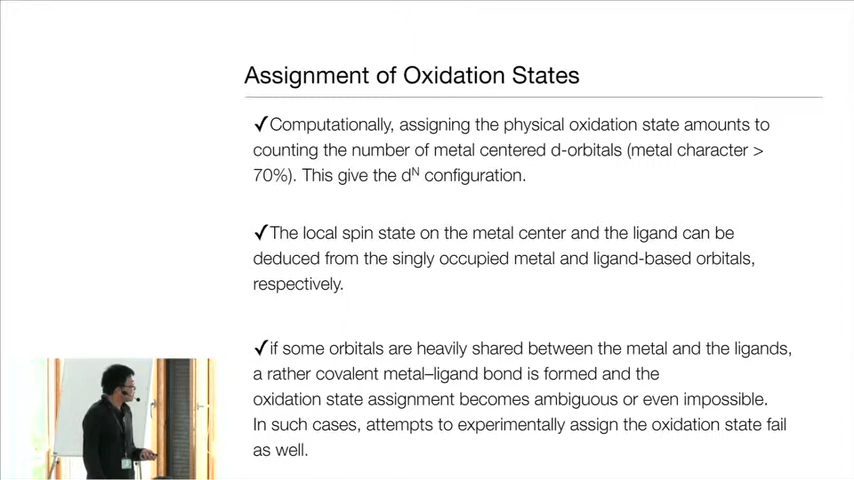 Assignment of Oxidation States
✓Computationally, assigning the physical oxidation state amounts to
counting the number of metal centered d-orbitals (metal character >
70%). This give the dᴺ configuration.
✓The local spin state on the metal center and the ligand can be
deduced from the singly occupied metal and ligand-based orbitals,
respectively.
✓if some orbitals are heavily shared between the metal and the ligands,
a rather covalent metal–ligand bond is formed and the
oxidation state assignment becomes ambiguous or even impossible.
In such cases, attempts to experimentally assign the oxidation state fail
as well.